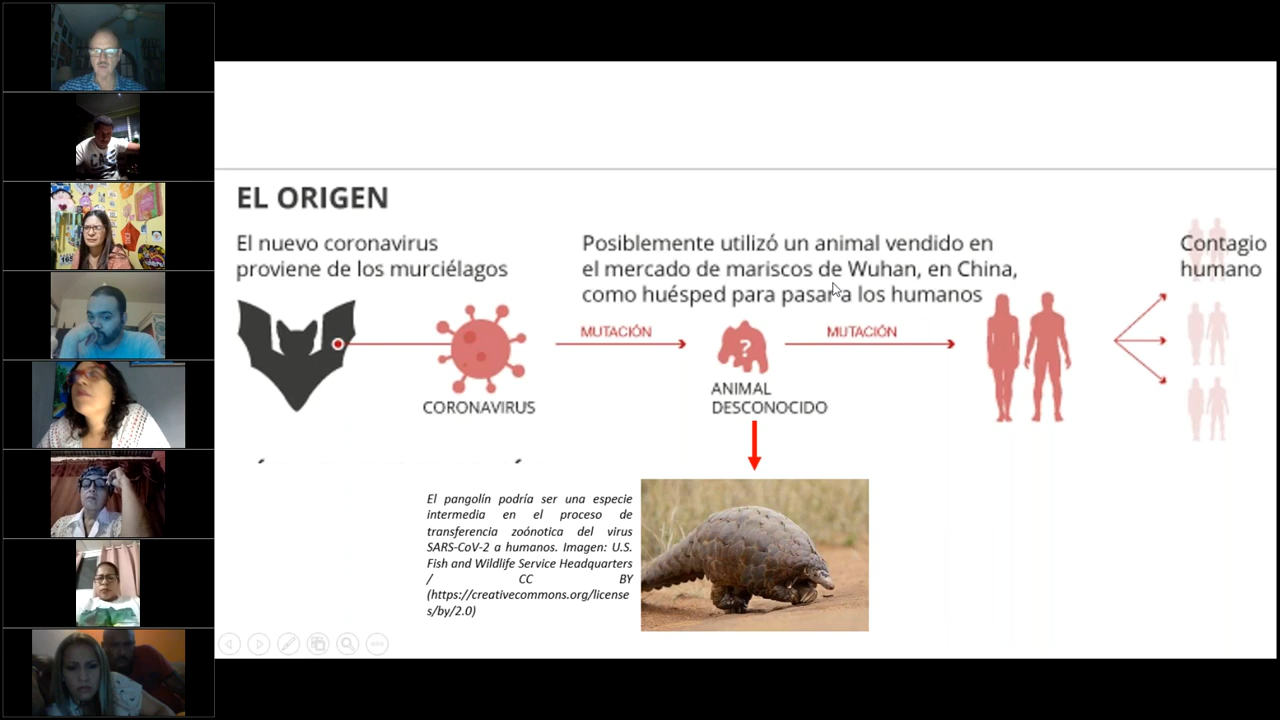 EL ORIGEN
El nuevo coronavirus
proviene de los murciélagos
Posiblemente utilizó un animal vendido en
el mercado de mariscos de Wuhan, en China,
como huésped para pasar a los humanos
Contagio
humano
MUTACIÓN
?
MUTACIÓN
CORONAVIRUS
ANIMAL
DESCONOCIDO
El pangolín podría ser una especie
intermedia en el proceso de
transferencia zoónotica del virus
SARS-CoV-2 a humanos. Imagen: U.S.
Fish and Wildlife Service Headquarters
/ CC BY
(https://creativecommons.org/license
s/by/2.0)